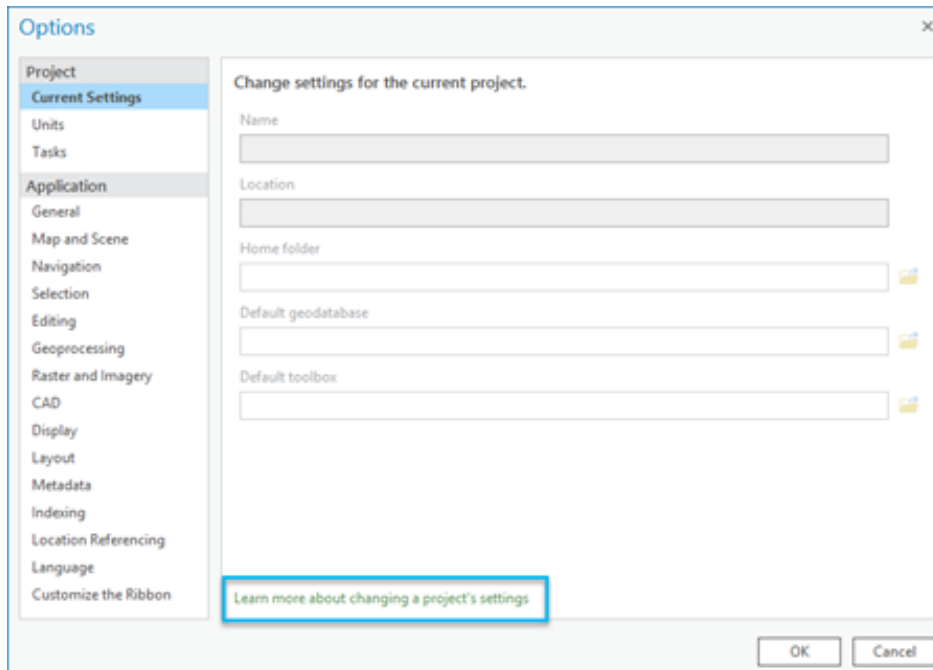 Options
Project
Current Settings
Units
Tasks
Application
General
Map and Scene
Navigation
Selection
Editing
Geoprocessing
Raster and Imagery
CAD
Display
Layout
Metadata
Indexing
Location Referencing
Language
Customize the Ribbon
Change settings for the current project.
Name
Location
Home folder
Default geodatabase
Default toolbox
Learn more about changing a project's settings
OK
Cancel